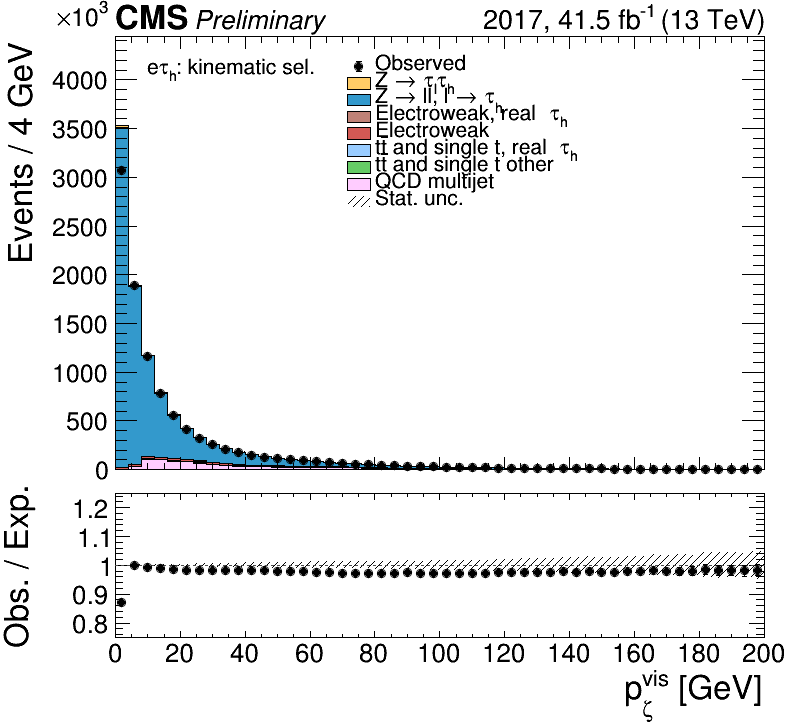 ×10³ CMS Preliminary 2017, 41.5 fb⁻¹ (13 TeV)
eτₕ: kinematic sel.
Observed
Z → τₗτₕ
Z → ll, l → τₕ
Electroweak, real τₕ
Electroweak
tt̄ and single t, real τₕ
tt̄ and single t other
QCD multijet
Stat. unc.
Events / 4 GeV
4000
3500
3000
2500
2000
1500
1000
500
0
Obs. / Exp.
1.2
1.1
1
0.9
0.8
0 20 40 60 80 100 120 140 160 180 200
p_ζ^vis [GeV]